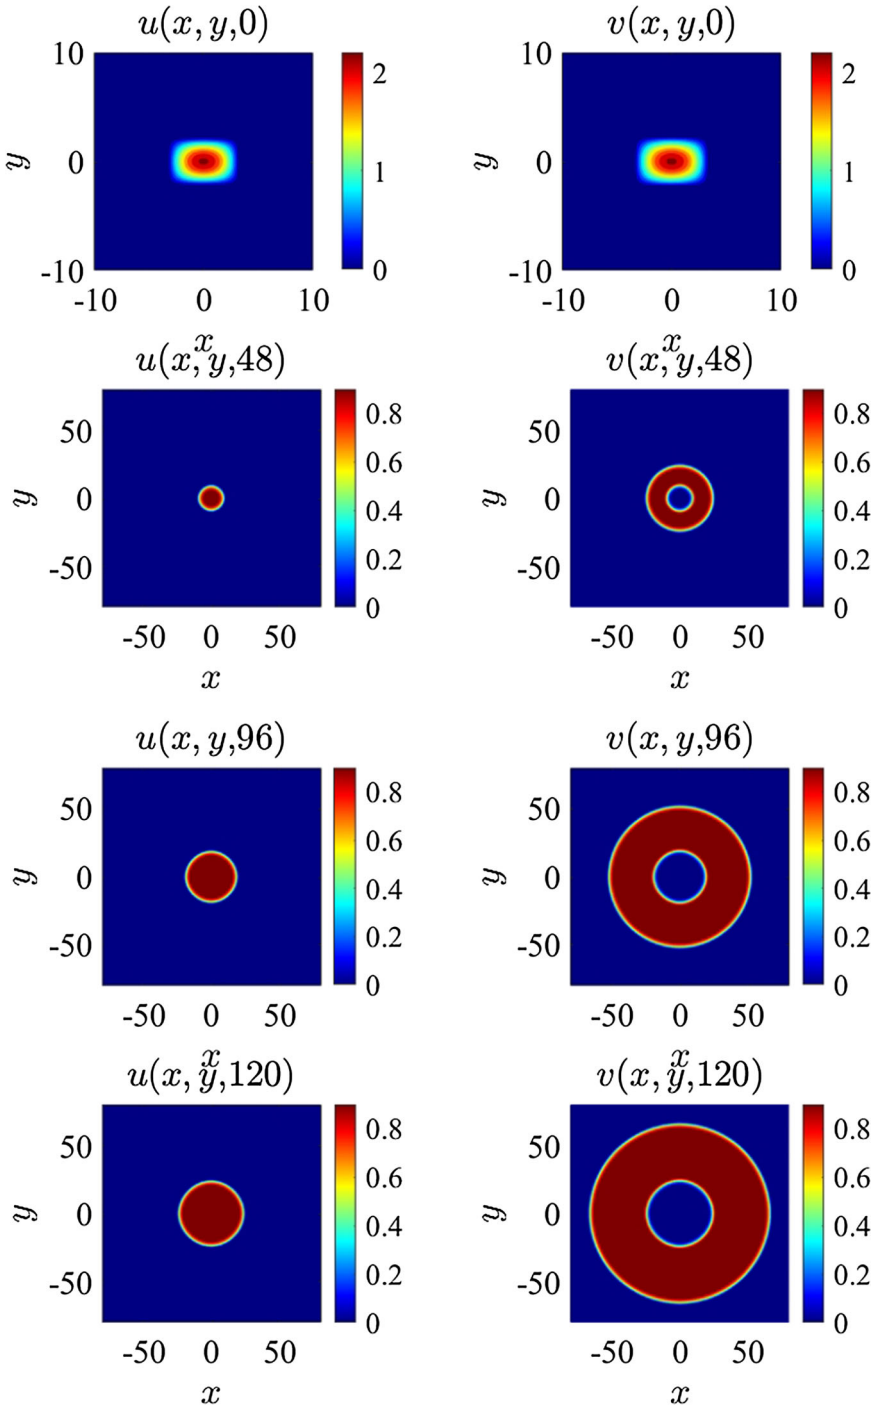 u(x, y,0) v(x, y,0)
10 2 10 2
y 0 1 y 0 1
-10 0 -10 0
-10 0 10 -10 0 10
x x
u(x, y,48) v(x, y,48)
50 0.8 50 0.8
0.6 0.6
y 0 y 0
0.4 0.4
-50 0.2 -50 0.2
0 0
-50 0 50 -50 0 50
x x
u(x, y,96) v(x, y,96)
50 0.8 50 0.8
0.6 0.6
y 0 y 0
0.4 0.4
-50 0.2 -50 0.2
0 0
-50 0 50 -50 0 50
x x
u(x, y,120) v(x, y,120)
50 0.8 50 0.8
0.6 0.6
y 0 y 0
0.4 0.4
-50 0.2 -50 0.2
0 0
-50 0 50 -50 0 50
x x